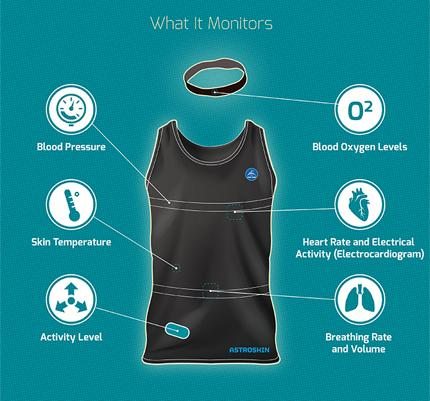 What It Monitors
O²
Blood Pressure
Blood Oxygen Levels
Skin Temperature
Heart Rate and Electrical
Activity (Electrocardiogram)
Activity Level
Breathing Rate
and Volume
ASTROSKIN